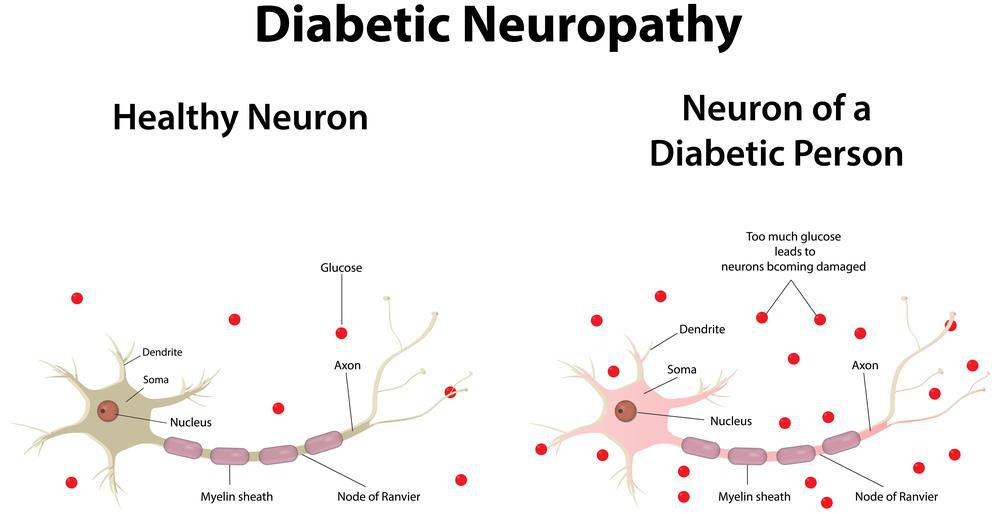 Diabetic Neuropathy
Healthy Neuron
Neuron of a
Diabetic Person
Glucose
Dendrite
Soma
Axon
Nucleus
Myelin sheath
Node of Ranvier
Too much glucose
leads to
neurons bcoming damaged
Dendrite
Soma
Axon
Nucleus
Myelin sheath
Node of Ranvier